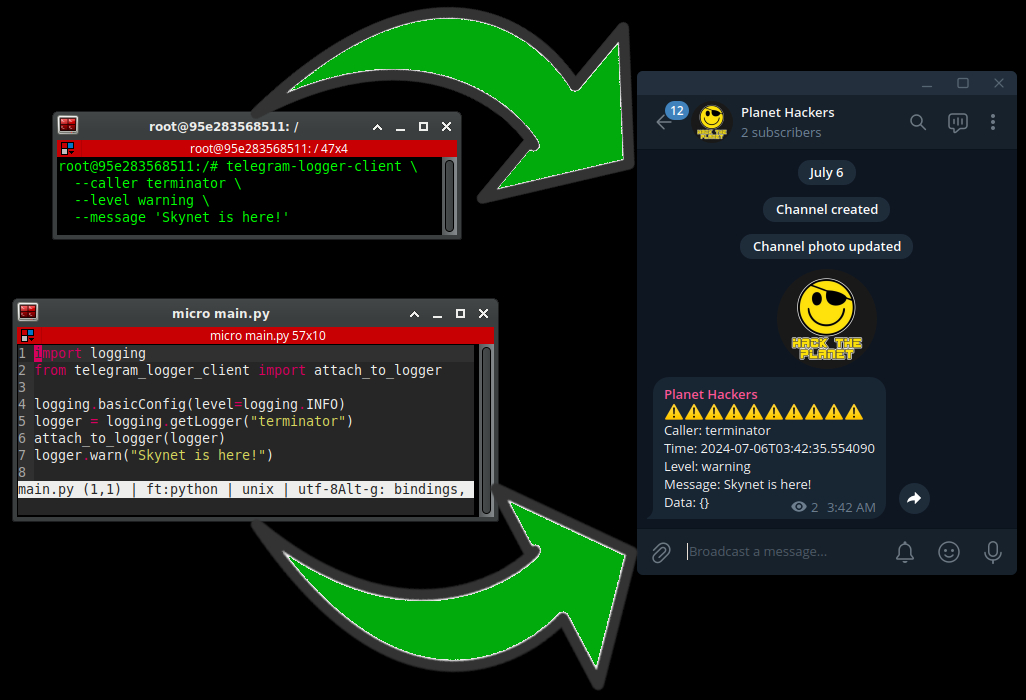 root@95e283568511: /
root@95e283568511: / 47x4
root@95e283568511:/# telegram-logger-client \
--caller terminator \
--level warning \
--message 'Skynet is here!'
micro main.py
micro main.py 57x10
1 import logging
2 from telegram_logger_client import attach_to_logger
3
4 logging.basicConfig(level=logging.INFO)
5 logger = logging.getLogger("terminator")
6 attach_to_logger(logger)
7 logger.warn("Skynet is here!")
8
main.py (1,1) | ft:python | unix | utf-8Alt-g: bindings,
12
Planet Hackers
2 subscribers
HACK THE
PLANET
July 6
Channel created
Channel photo updated
HACK THE
PLANET
Planet Hackers
⚠️⚠️⚠️⚠️⚠️⚠️⚠️⚠️⚠️⚠️
Caller: terminator
Time: 2024-07-06T03:42:35.554090
Level: warning
Message: Skynet is here!
Data: {}
2 3:42 AM
Broadcast a message...